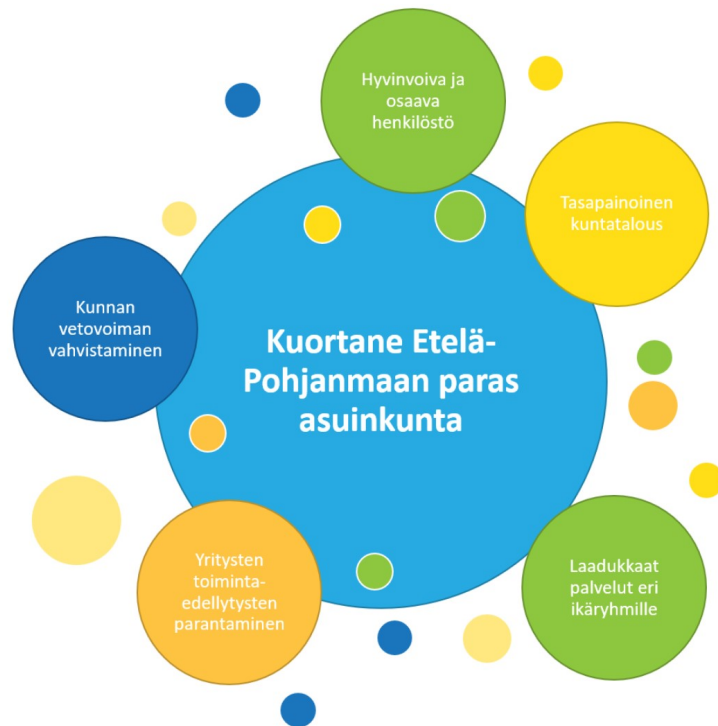 Hyvinvoiva ja
osaava
henkilöstö
Tasapainoinen
kuntatalous
Kunnan
vetovoiman
vahvistaminen
Kuortane Etelä-
Pohjanmaan paras
asuinkunta
Yritysten
toiminta-
edellytysten
parantaminen
Laadukkaat
palvelut eri
ikäryhmille